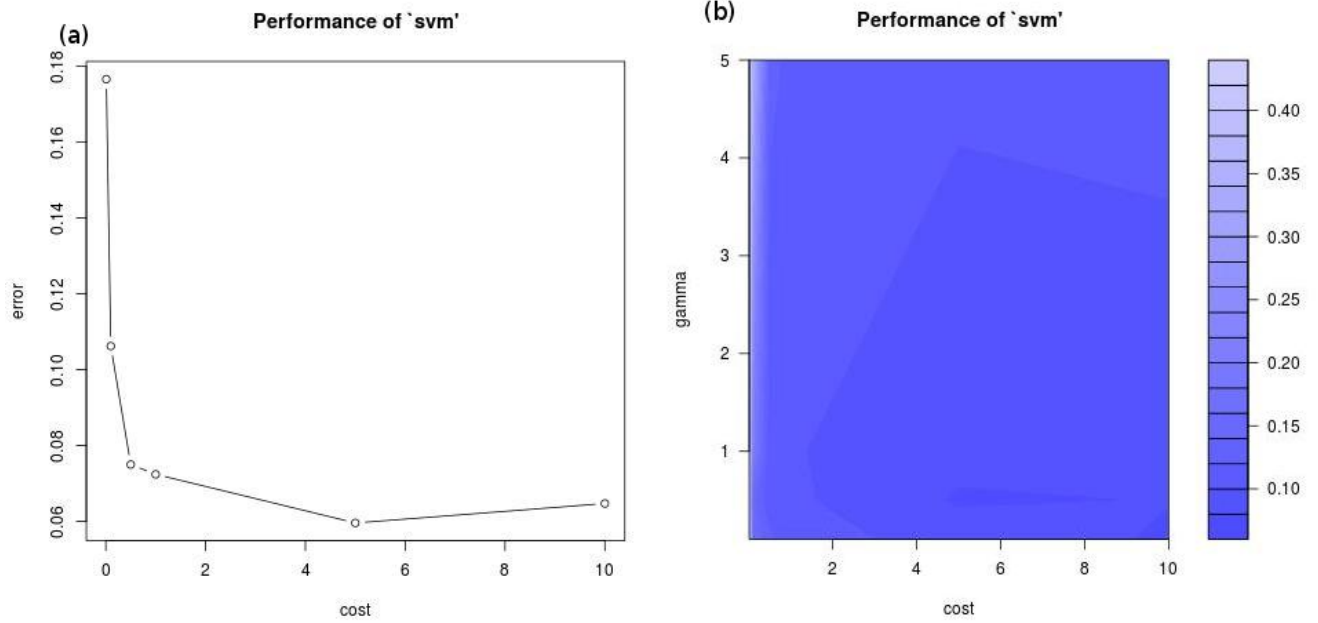 (a)
Performance of `svm'
0.18
0.16
0.14
0.12
0.10
0.08
0.06
error
0 2 4 6 8 10
cost
(b)
Performance of `svm'
5
4
3
2
1
gamma
2 4 6 8 10
cost
0.40
0.35
0.30
0.25
0.20
0.15
0.10